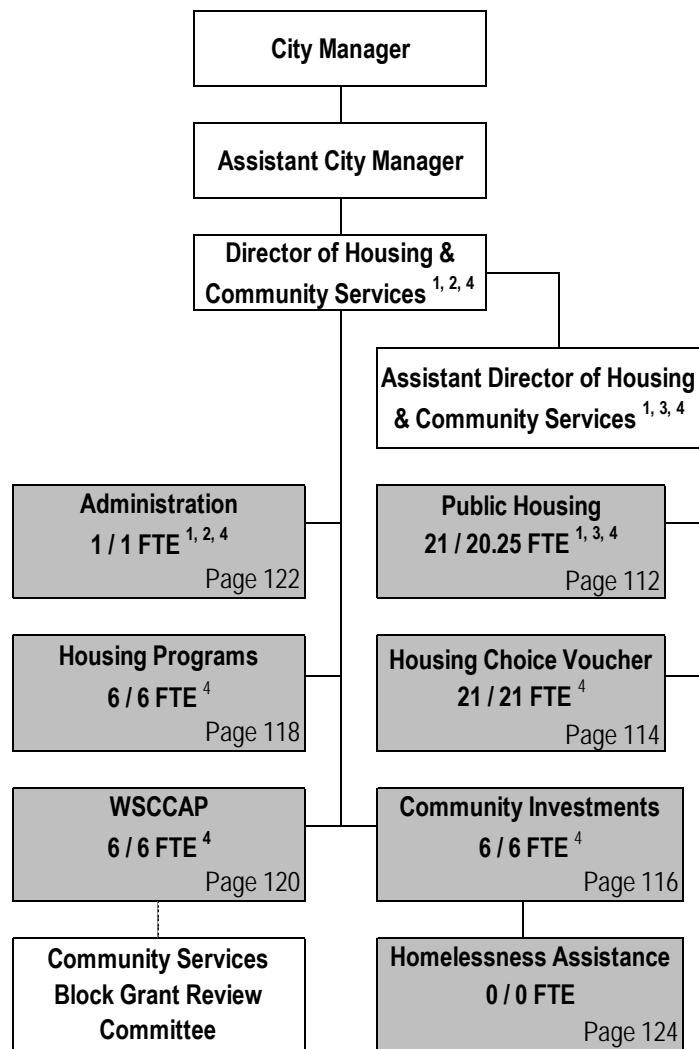 City Manager
Assistant City Manager
Director of Housing &
Community Services 1, 2, 4
Assistant Director of Housing
& Community Services 1, 3, 4
Administration
1 / 1 FTE 1, 2, 4
Page 122
Public Housing
21 / 20.25 FTE 1, 3, 4
Page 112
Housing Programs
6 / 6 FTE 4
Page 118
Housing Choice Voucher
21 / 21 FTE 4
Page 114
WSCCAP
6 / 6 FTE 4
Page 120
Community Investments
6 / 6 FTE 4
Page 116
Community Services
Block Grant Review
Committee
Homelessness Assistance
0 / 0 FTE
Page 124